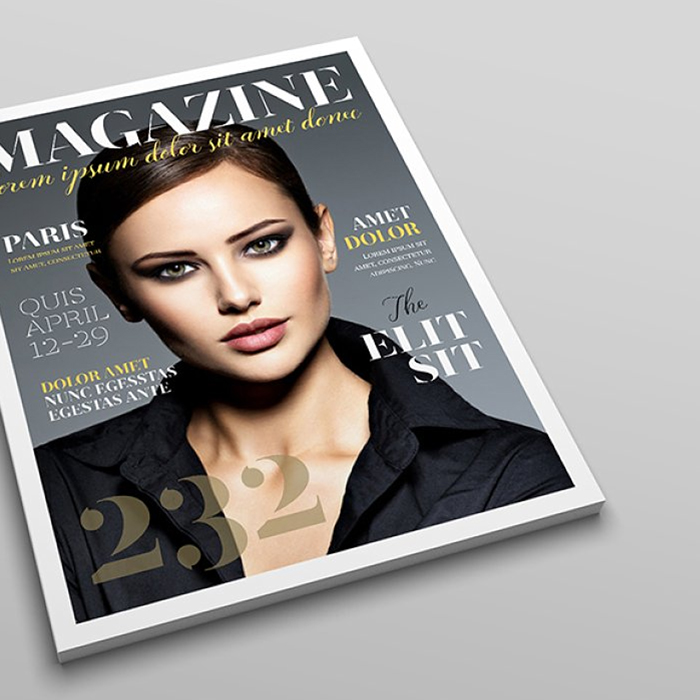 MAGAZINE
orem ipsum dolor sit amet donec
PARIS
LOREM IPSUM SIT AMET
SIT AMET, CONSECTETUR
QUIS
APRIL
12-29
DOLOR AMET
NUNC EGESSTAS
EGESTAS ANTE
AMET
DOLOR
LOREM IPSUM SIT
AMET, CONSECTETUR
ADIPISCING, NUNC
The
ELIT
SIT
232